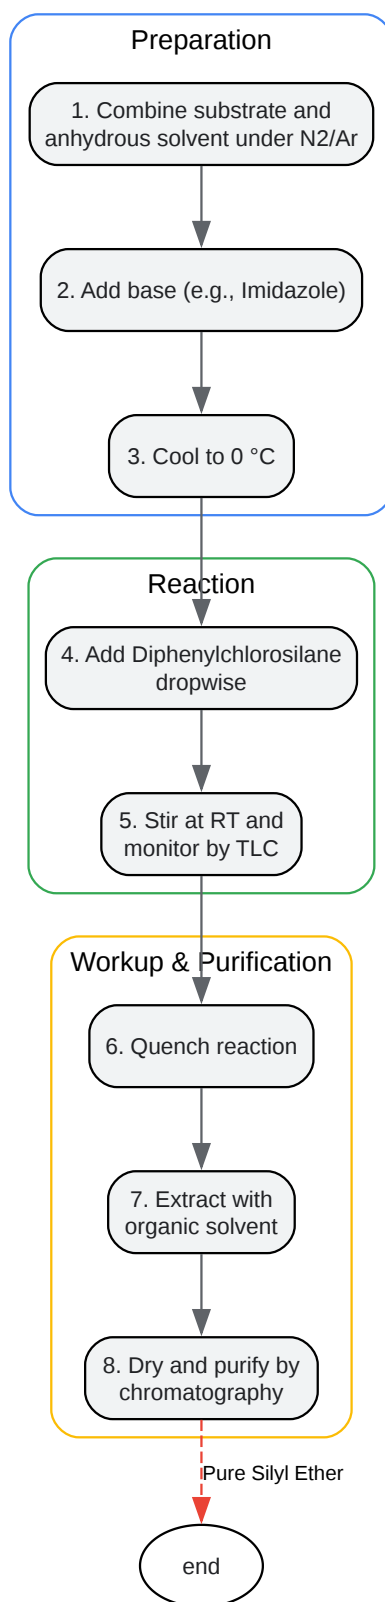 Preparation
1. Combine substrate and
anhydrous solvent under N2/Ar
2. Add base (e.g., Imidazole)
3. Cool to 0 °C
Reaction
4. Add Diphenylchlorosilane
dropwise
5. Stir at RT and
monitor by TLC
Workup & Purification
6. Quench reaction
7. Extract with
organic solvent
8. Dry and purify by
chromatography
Pure Silyl Ether
end